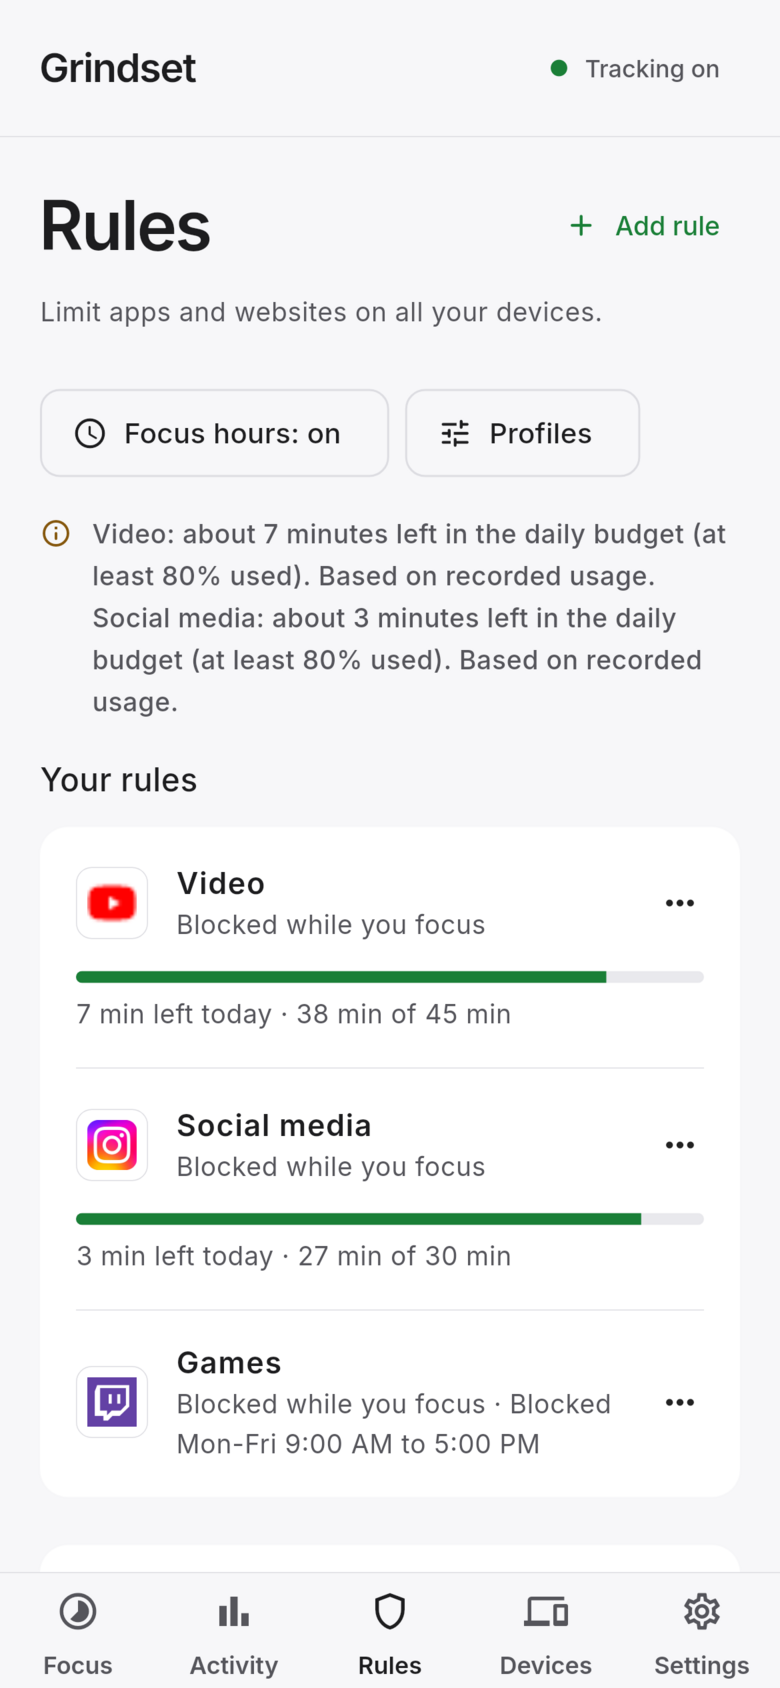 Grindset
Tracking on
Rules
Add rule
Limit apps and websites on all your devices.
Focus hours: on
Profiles
Video: about 7 minutes left in the daily budget (at
least 80% used). Based on recorded usage.
Social media: about 3 minutes left in the daily
budget (at least 80% used). Based on recorded
usage.
Your rules
Video
Blocked while you focus
7 min left today · 38 min of 45 min
Social media
Blocked while you focus
3 min left today · 27 min of 30 min
Games
Blocked while you focus · Blocked
Mon-Fri 9:00 AM to 5:00 PM
Focus
Activity
Rules
Devices
Settings